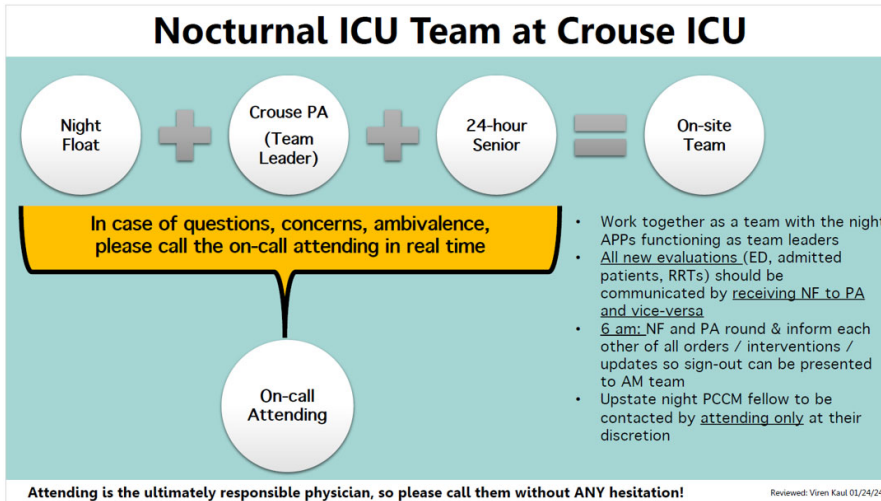 Nocturnal ICU Team at Crouse ICU
Night
Float
Crouse PA
(Team
Leader)
24-hour
Senior
On-site
Team
In case of questions, concerns, ambivalence,
please call the on-call attending in real time
On-call
Attending
• Work together as a team with the night
APPs functioning as team leaders
• All new evaluations (ED, admitted
patients, RRTs) should be
communicated by receiving NF to PA
and vice-versa
• 6 am: NF and PA round & inform each
other of all orders / interventions /
updates so sign-out can be presented
to AM team
• Upstate night PCCM fellow to be
contacted by attending only at their
discretion
Attending is the ultimately responsible physician, so please call them without ANY hesitation!
Reviewed: Viren Kaul 01/24/24